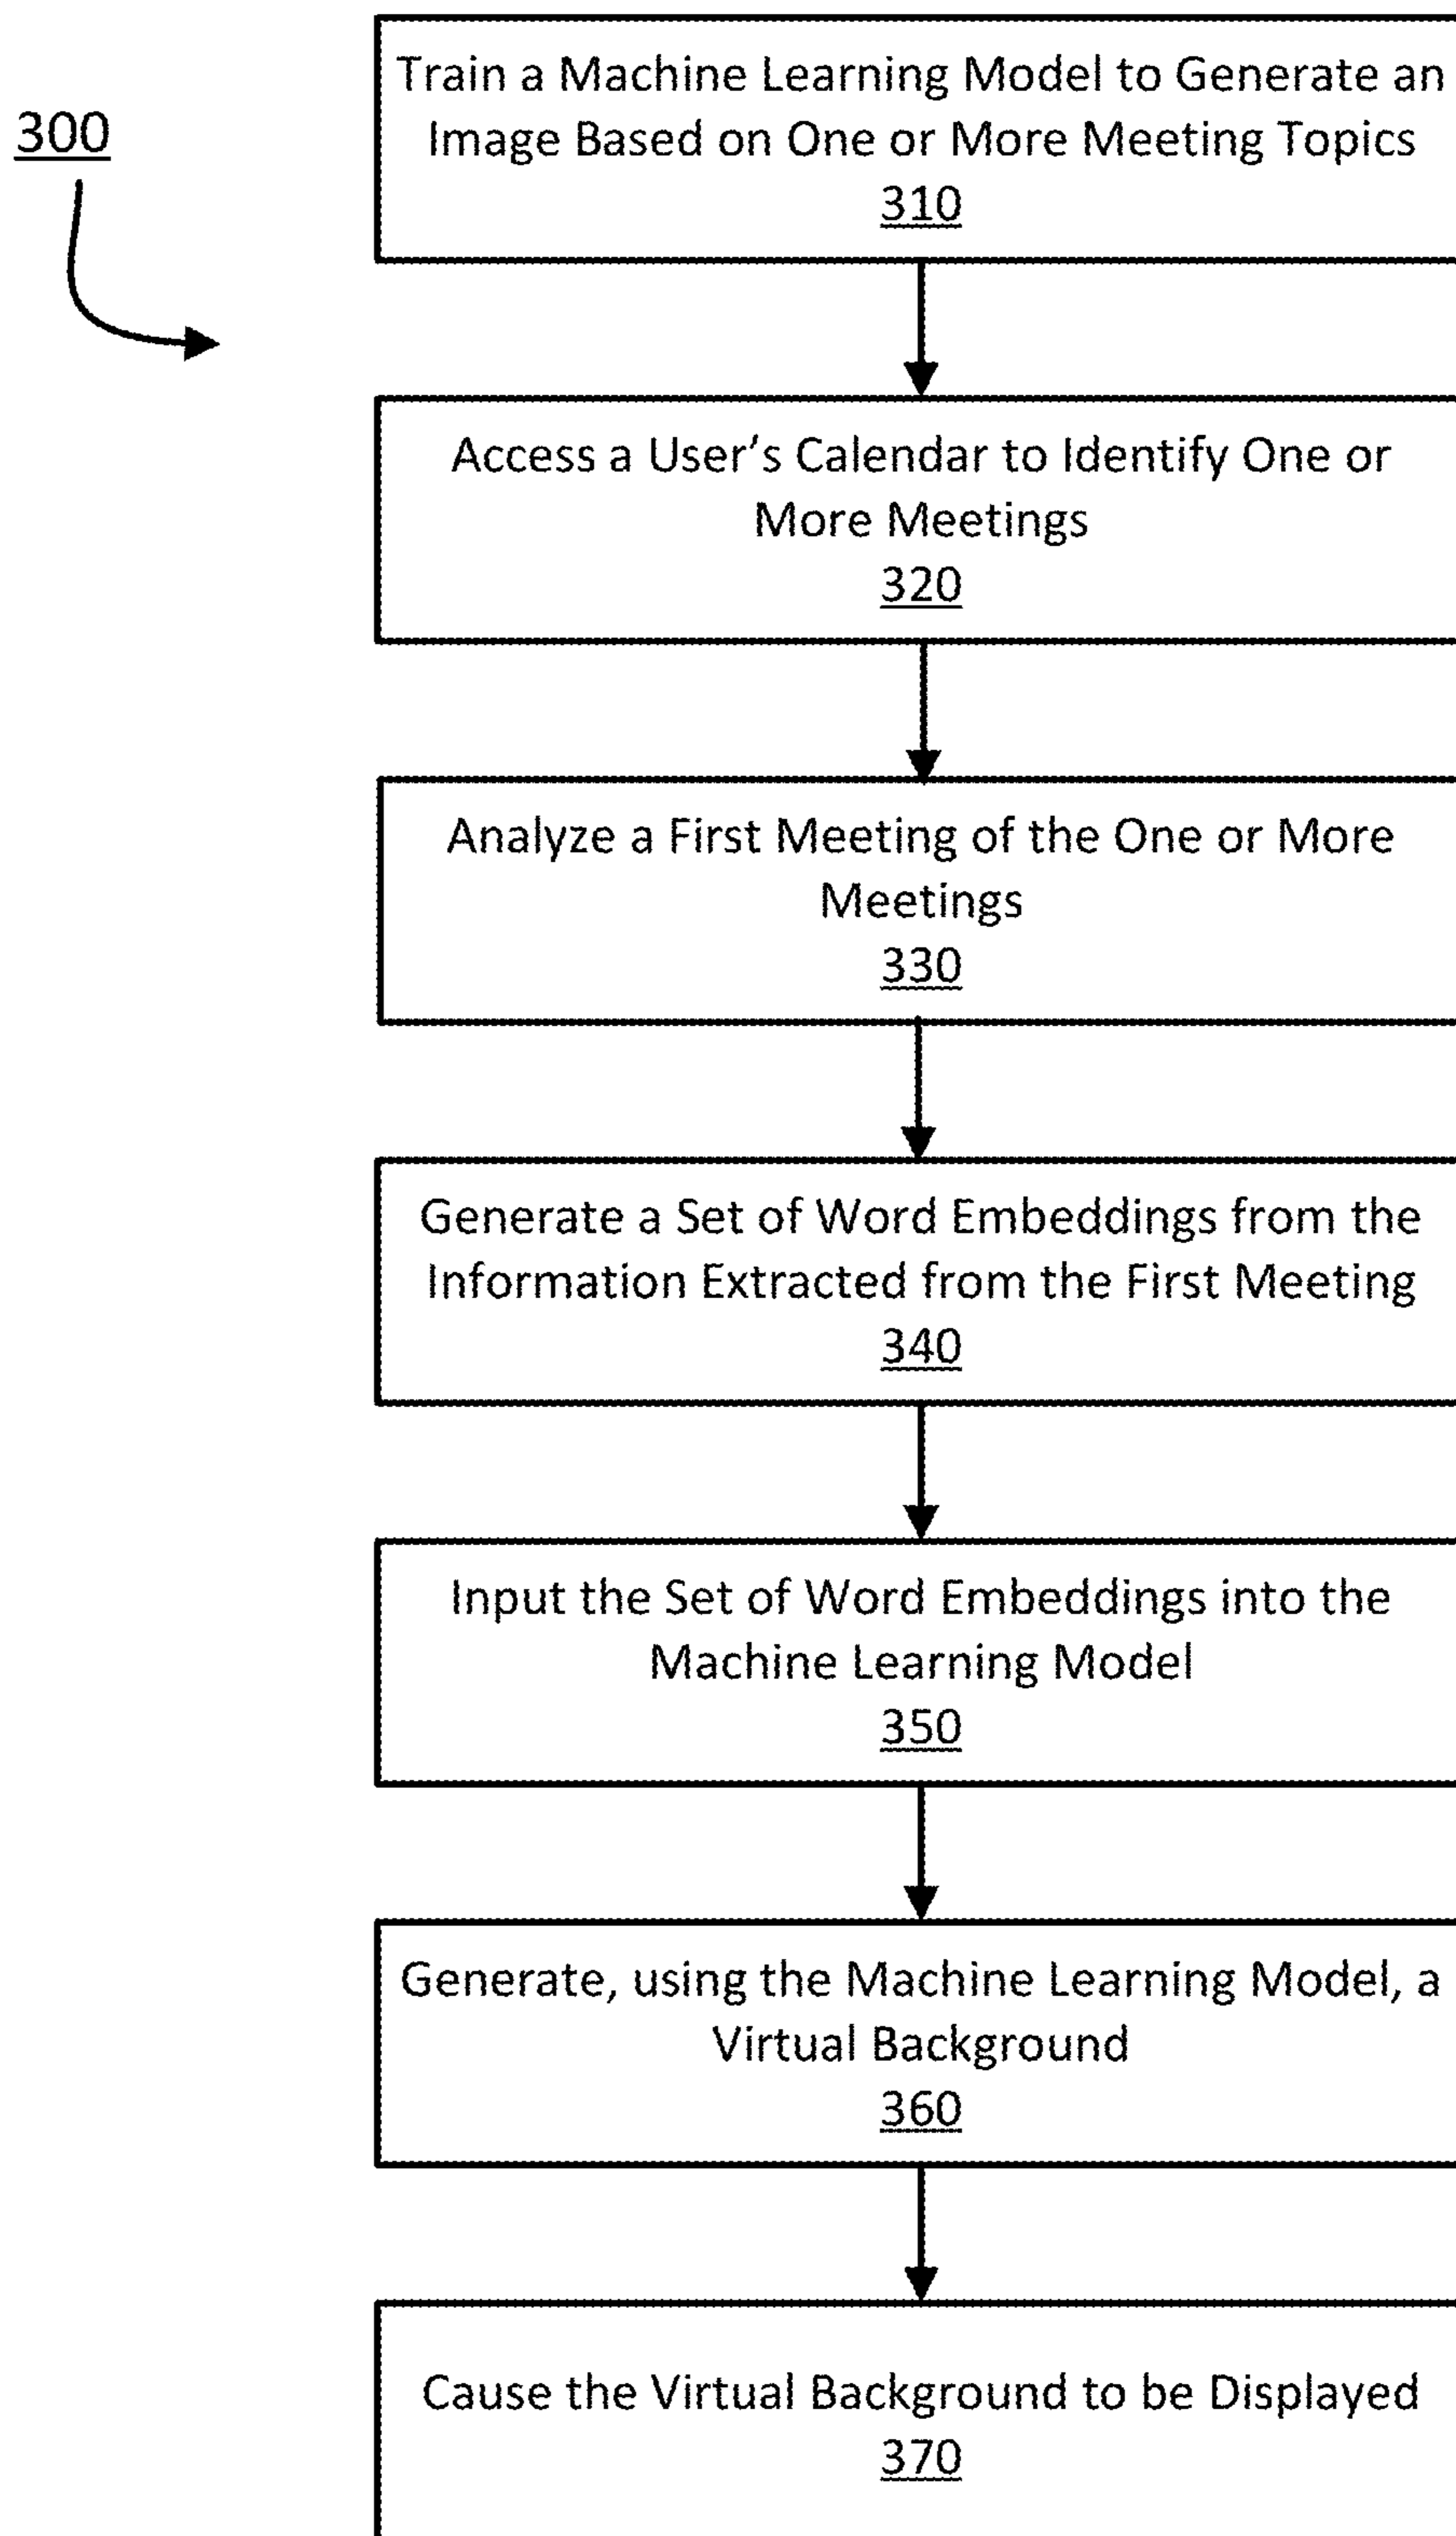 300
Train a Machine Learning Model to Generate an
Image Based on One or More Meeting Topics
310
Access a User's Calendar to Identify One or
More Meetings
320
Analyze a First Meeting of the One or More
Meetings
330
Generate a Set of Word Embeddings from the
Information Extracted from the First Meeting
340
Input the Set of Word Embeddings into the
Machine Learning Model
350
Generate, using the Machine Learning Model, a
Virtual Background
360
Cause the Virtual Background to be Displayed
370